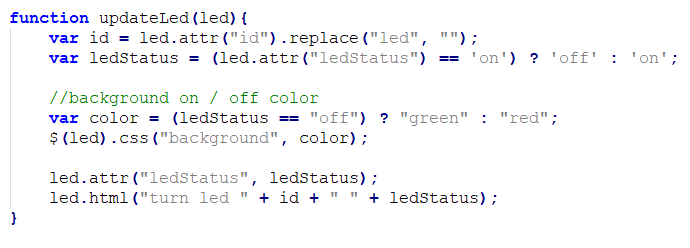 function updateLed(led){
    var id = led.attr("id").replace("led", "");
    var ledStatus = (led.attr("ledStatus") == 'on') ? 'off' : 'on';

    //background on / off color
    var color = (ledStatus == "off") ? "green" : "red";
    $(led).css("background", color);

    led.attr("ledStatus", ledStatus);
    led.html("turn led " + id + " " + ledStatus);
}